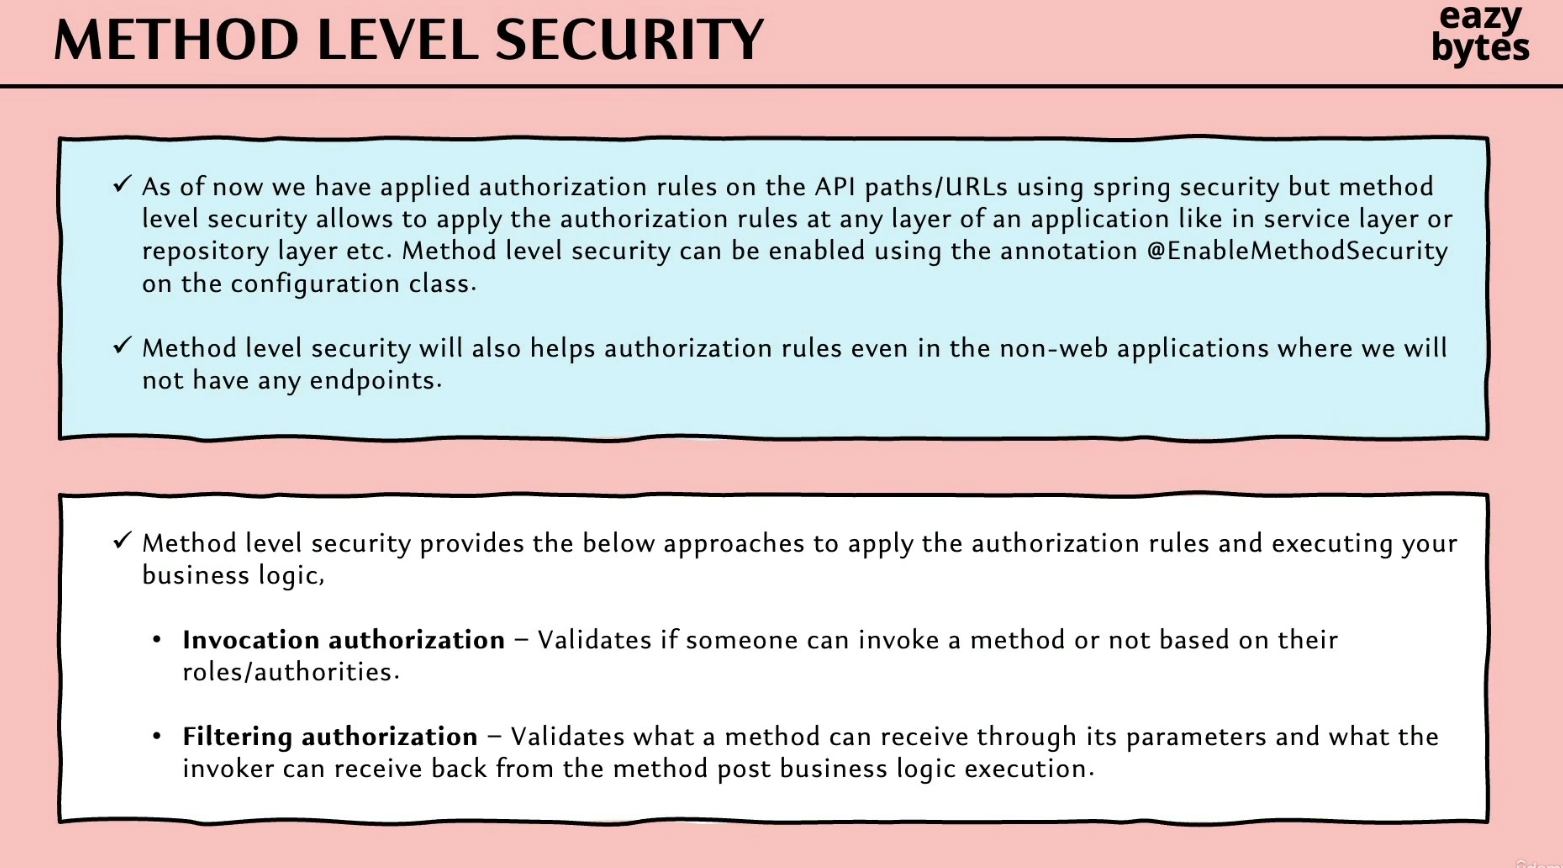 METHOD LEVEL SECURITY
eazy
bytes
✓ As of now we have applied authorization rules on the API paths/URLs using spring security but method
level security allows to apply the authorization rules at any layer of an application like in service layer or
repository layer etc. Method level security can be enabled using the annotation @EnableMethodSecurity
on the configuration class.
✓ Method level security will also helps authorization rules even in the non-web applications where we will
not have any endpoints.
✓ Method level security provides the below approaches to apply the authorization rules and executing your
business logic,
• Invocation authorization – Validates if someone can invoke a method or not based on their
roles/authorities.
• Filtering authorization – Validates what a method can receive through its parameters and what the
invoker can receive back from the method post business logic execution.